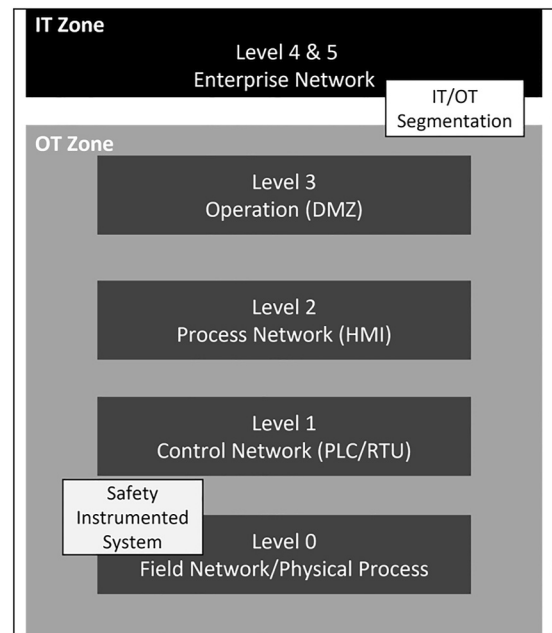 IT Zone
Level 4 & 5
Enterprise Network
IT/OT
Segmentation
OT Zone
Level 3
Operation (DMZ)
Level 2
Process Network (HMI)
Level 1
Control Network (PLC/RTU)
Safety
Instrumented
System
Level 0
Field Network/Physical Process